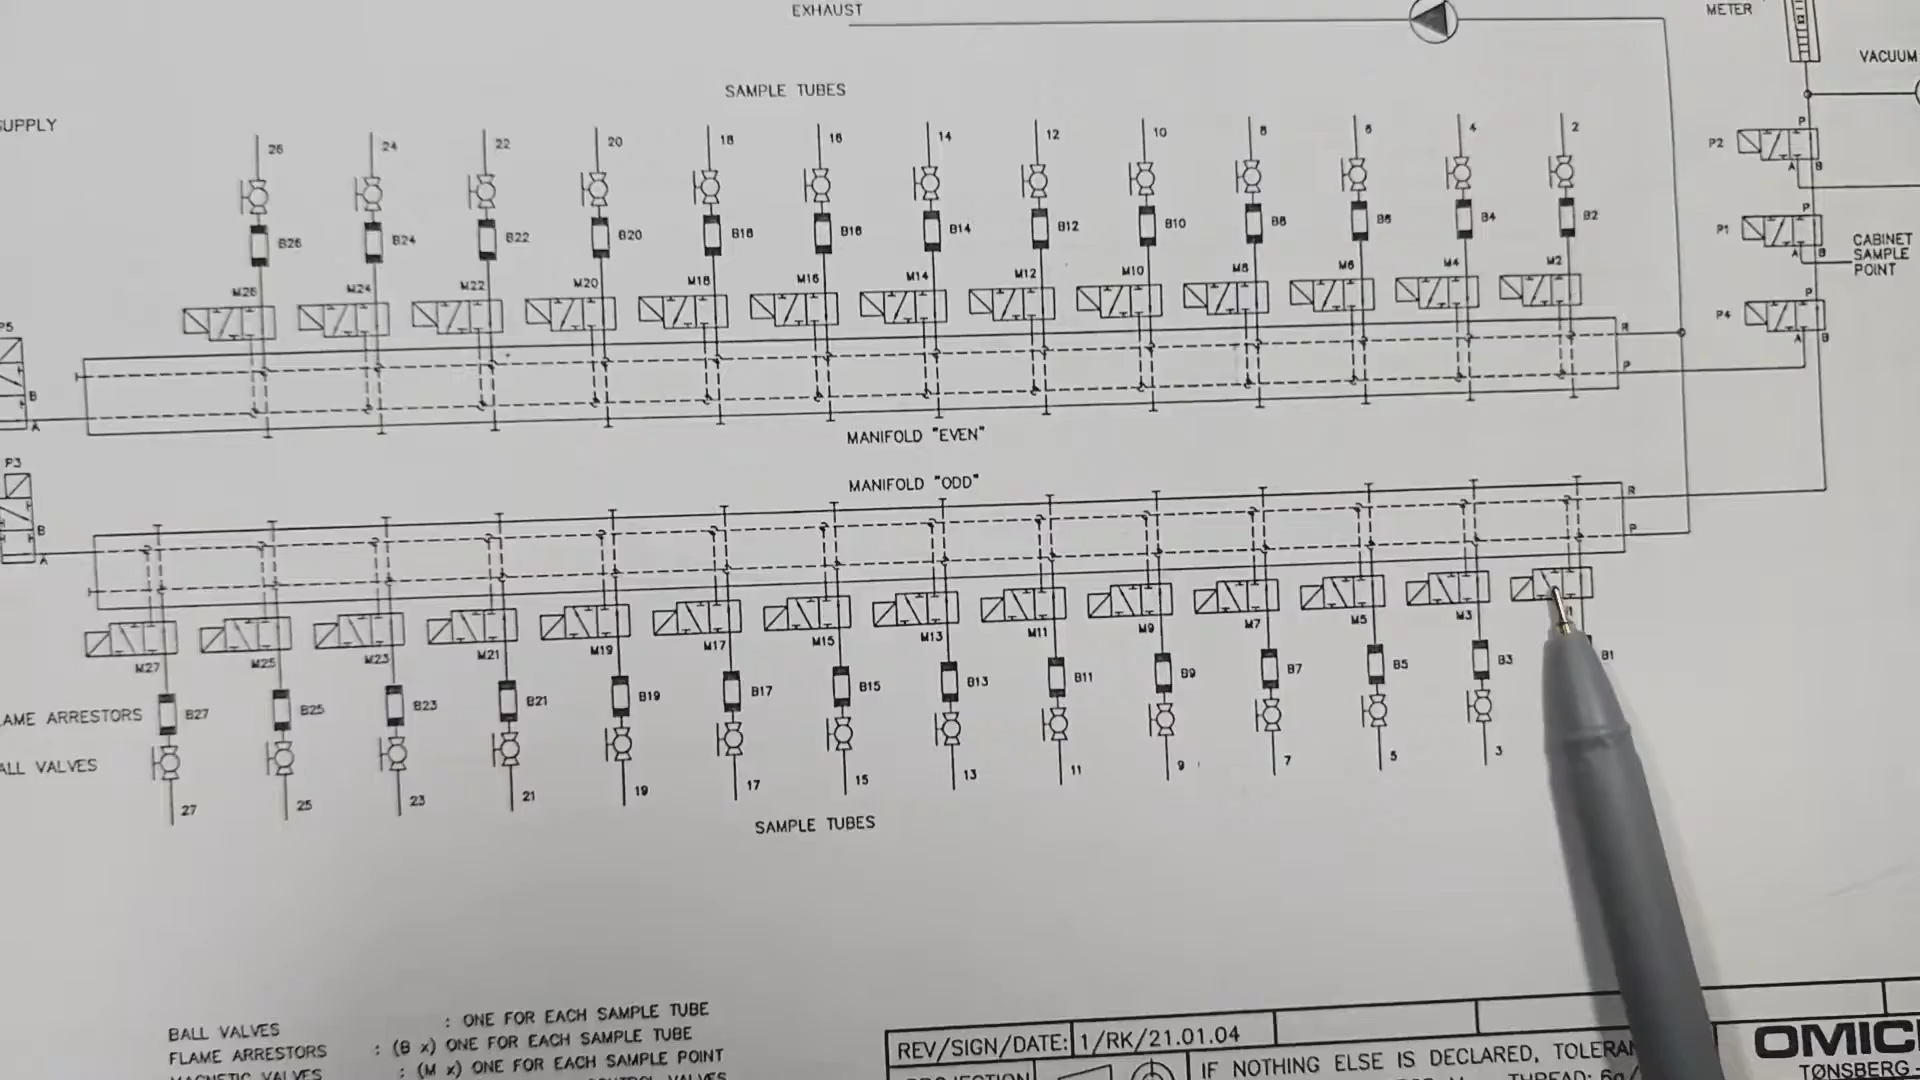 EXHAUST
METER
VACUUM
SAMPLE TUBES
SUPPLY
26 24 22 20 18 16 14 12 10 8 6 4 2
P2
P
A B
B26 B24 B22 B20 B18 B16 B14 B12 B10 B8 B6 B4 B2
P1
P
A B
CABINET
SAMPLE
POINT
M26 M24 M22 M20 M18 M16 M14 M12 M10 M8 M6 M4 M2
P4
P
A B
P5
B
A
R
P
MANIFOLD "EVEN"
P3
B
A
MANIFOLD "ODD"
R
P
M27 M25 M23 M21 M19 M17 M15 M13 M11 M9 M7 M5 M3
LAME ARRESTORS
B27 B25 B23 B21 B19 B17 B15 B13 B11 B9 B7 B5 B3 B1
ALL VALVES
27 25 23 21 19 17 15 13 11 9 7 5 3
SAMPLE TUBES
BALL VALVES : ONE FOR EACH SAMPLE TUBE
FLAME ARRESTORS : (B x) ONE FOR EACH SAMPLE TUBE
MAGNETIC VALVES : (M x) ONE FOR EACH SAMPLE POINT
CONTROL VALVES
REV/SIGN/DATE: 1/RK/21.01.04
PROJECTION
IF NOTHING ELSE IS DECLARED, TOLERAN
THREAD: 6g/
OMIC
TØNSBERG -